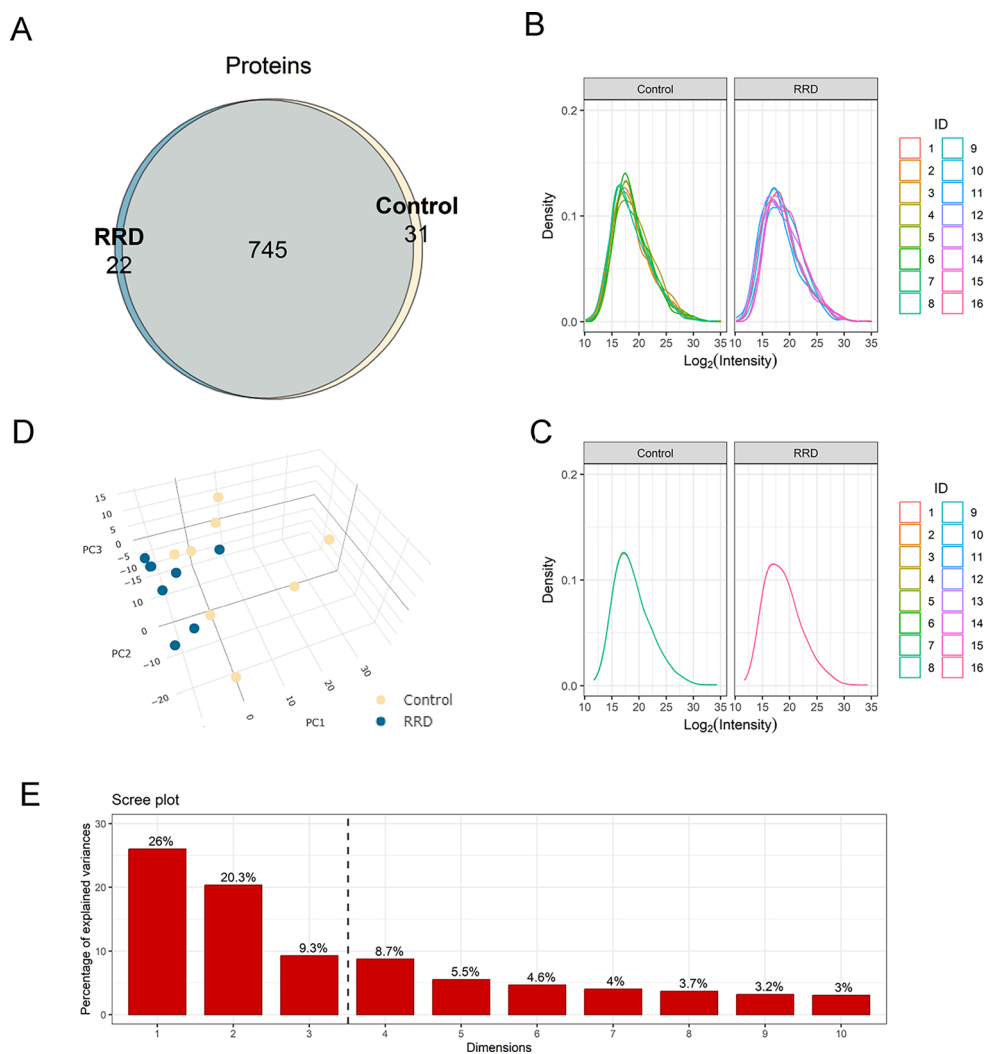 A
Proteins
RRD
22
745
Control
31
B
Control
RRD
0.2
0.1
0.0
Density
10 15 20 25 30 35
10 15 20 25 30 35
Log2(Intensity)
ID
1 9
2 10
3 11
4 12
5 13
6 14
7 15
8 16
D
15
10
5
0
−5
−10
−15
PC3
10
0
−10
−20
PC2
0
10
20
30
PC1
Control
RRD
C
Control
RRD
0.2
0.1
0.0
Density
10 15 20 25 30 35
10 15 20 25 30 35
Log2(Intensity)
ID
1 9
2 10
3 11
4 12
5 13
6 14
7 15
8 16
E
Scree plot
Percentage of explained variances
30
20
10
0
26%
20.3%
9.3%
8.7%
5.5%
4.6%
4%
3.7%
3.2%
3%
1 2 3 4 5 6 7 8 9 10
Dimensions